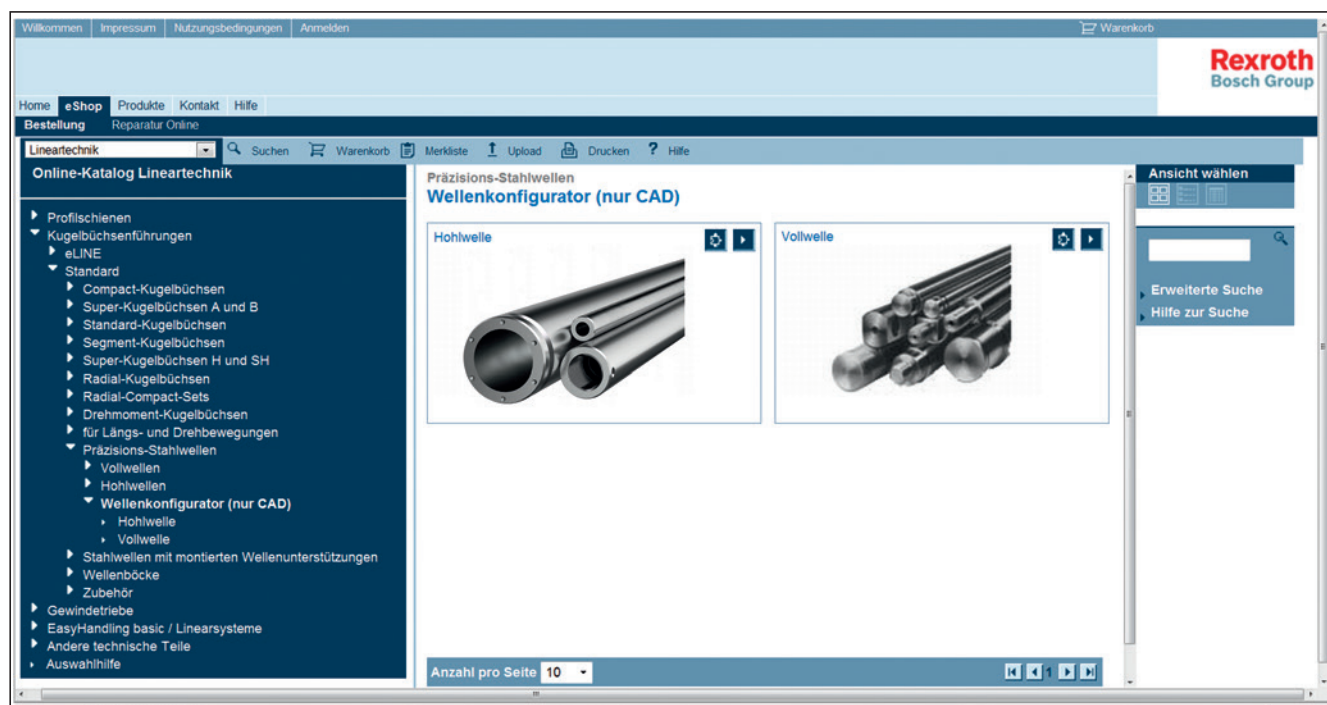 Willkommen Impressum Nutzungsbedingungen Anmelden Warenkorb
Rexroth
Bosch Group
Home eShop Produkte Kontakt Hilfe
Bestellung Reparatur Online
Lineartechnik Suchen Warenkorb Merkliste Upload Drucken ? Hilfe
Online-Katalog Lineartechnik
Profilschienen
Kugelbüchsenführungen
eLINE
Standard
Compact-Kugelbüchsen
Super-Kugelbüchsen A und B
Standard-Kugelbüchsen
Segment-Kugelbüchsen
Super-Kugelbüchsen H und SH
Radial-Kugelbüchsen
Radial-Compact-Sets
Drehmoment-Kugelbüchsen
für Längs- und Drehbewegungen
Präzisions-Stahlwellen
Vollwellen
Hohlwellen
Wellenkonfigurator (nur CAD)
Hohlwelle
Vollwelle
Stahlwellen mit montierten Wellenunterstützungen
Wellenböcke
Zubehör
Gewindetriebe
EasyHandling basic / Linearsysteme
Andere technische Teile
Auswahlhilfe
Präzisions-Stahlwellen
Wellenkonfigurator (nur CAD)
Hohlwelle
Vollwelle
Anzahl pro Seite 10 1
Ansicht wählen
Erweiterte Suche
Hilfe zur Suche